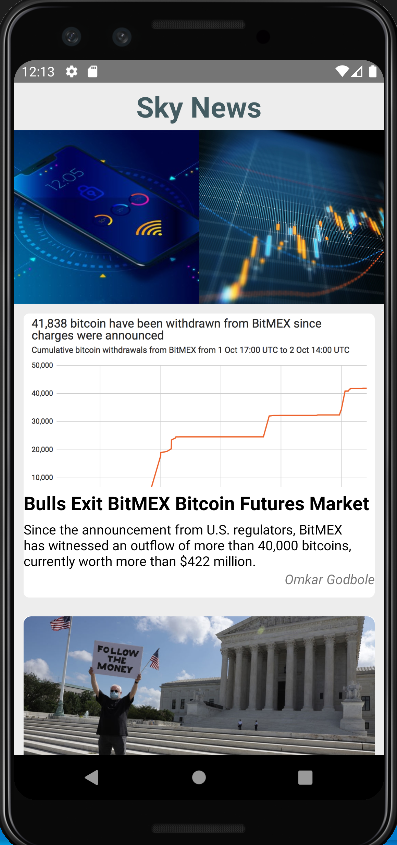 12:13
Sky News
12:05
41,838 bitcoin have been withdrawn from BitMEX since
charges were announced
Cumulative bitcoin withdrawals from BitMEX from 1 Oct 17:00 UTC to 2 Oct 14:00 UTC
50,000
40,000
30,000
20,000
10,000
Bulls Exit BitMEX Bitcoin Futures Market
Since the announcement from U.S. regulators, BitMEX
has witnessed an outflow of more than 40,000 bitcoins,
currently worth more than $422 million.
Omkar Godbole
FOLLOW
THE
MONEY